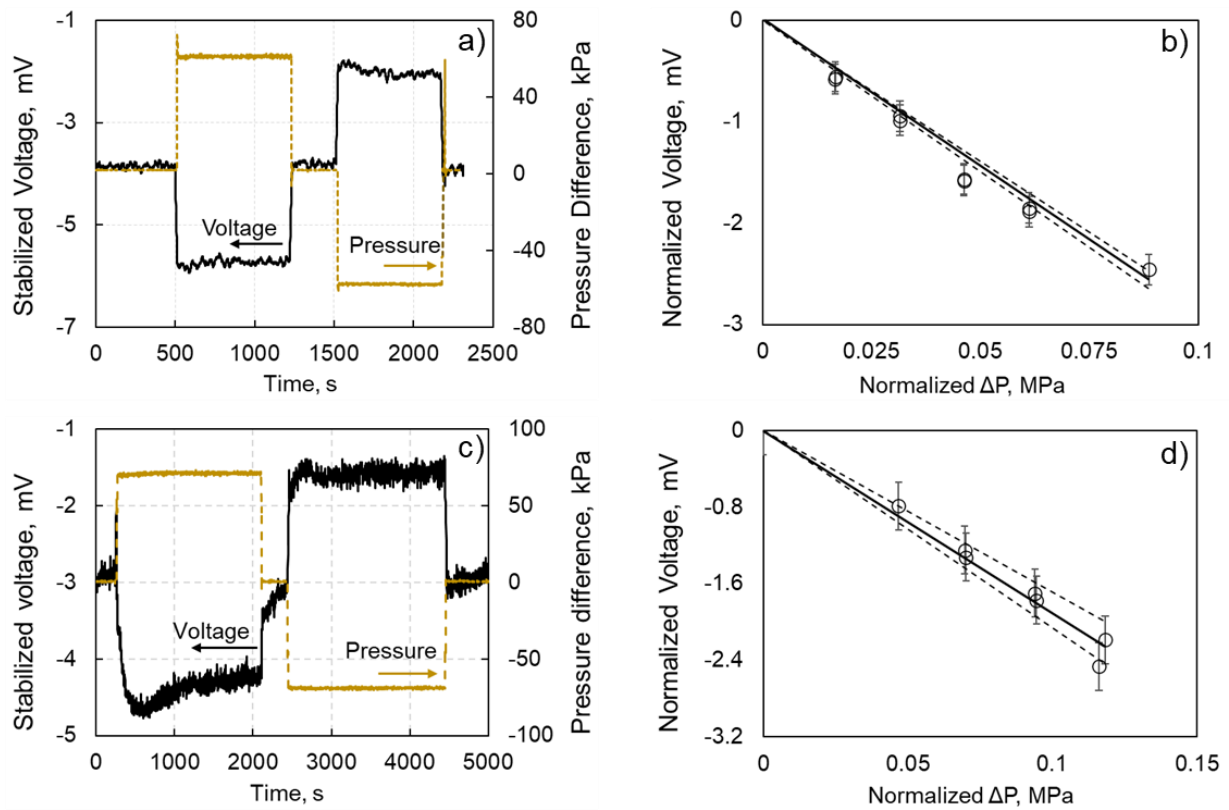 a)
Stabilized Voltage, mV
-1
-3
-5
-7
80
60
40
20
0
-20
-40
-60
-80
Pressure Difference, kPa
Voltage
Pressure
0 500 1000 1500 2000 2500
Time, s
b)
Normalized Voltage, mV
0
-1
-2
-3
0 0.025 0.05 0.075 0.1
Normalized ΔP, MPa
c)
Stabilized voltage, mV
-1
-2
-3
-4
-5
100
50
0
-50
-100
Pressure difference, kPa
Voltage
Pressure
0 1000 2000 3000 4000 5000
Time, s
d)
Normalized Voltage, mV
0
-0.8
-1.6
-2.4
-3.2
0 0.05 0.1 0.15
Normalized ΔP, MPa